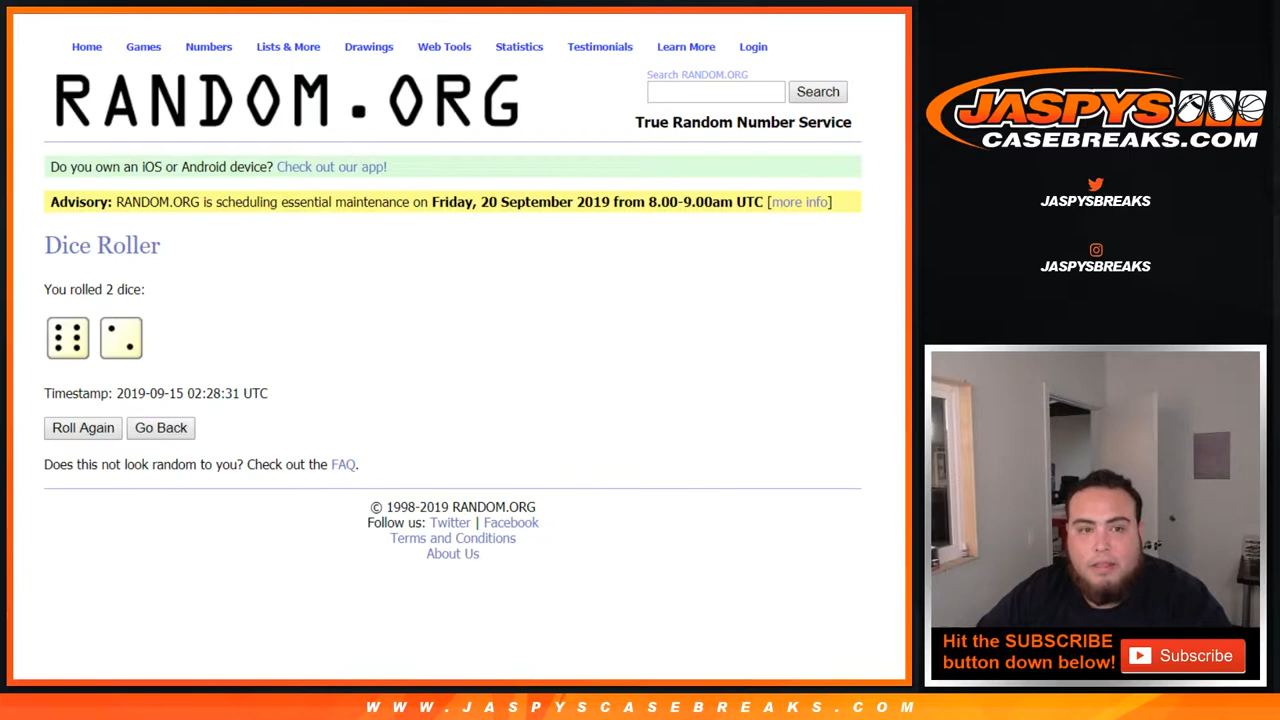 Home Games Numbers Lists & More Drawings Web Tools Statistics Testimonials Learn More Login
RANDOM.ORG
Search RANDOM.ORG
Search
True Random Number Service
Do you own an iOS or Android device? Check out our app!
Advisory: RANDOM.ORG is scheduling essential maintenance on Friday, 20 September 2019 from 8.00-9.00am UTC [more info]
Dice Roller
You rolled 2 dice:
Timestamp: 2019-09-15 02:28:31 UTC
Roll Again Go Back
Does this not look random to you? Check out the FAQ.
© 1998-2019 RANDOM.ORG
Follow us: Twitter | Facebook
Terms and Conditions
About Us
JASPYS
CASEBREAKS.COM
JASPYSBREAKS
JASPYSBREAKS
Hit the SUBSCRIBE
button down below!
Subscribe
WWW.JASPYSCASEBREAKS.COM